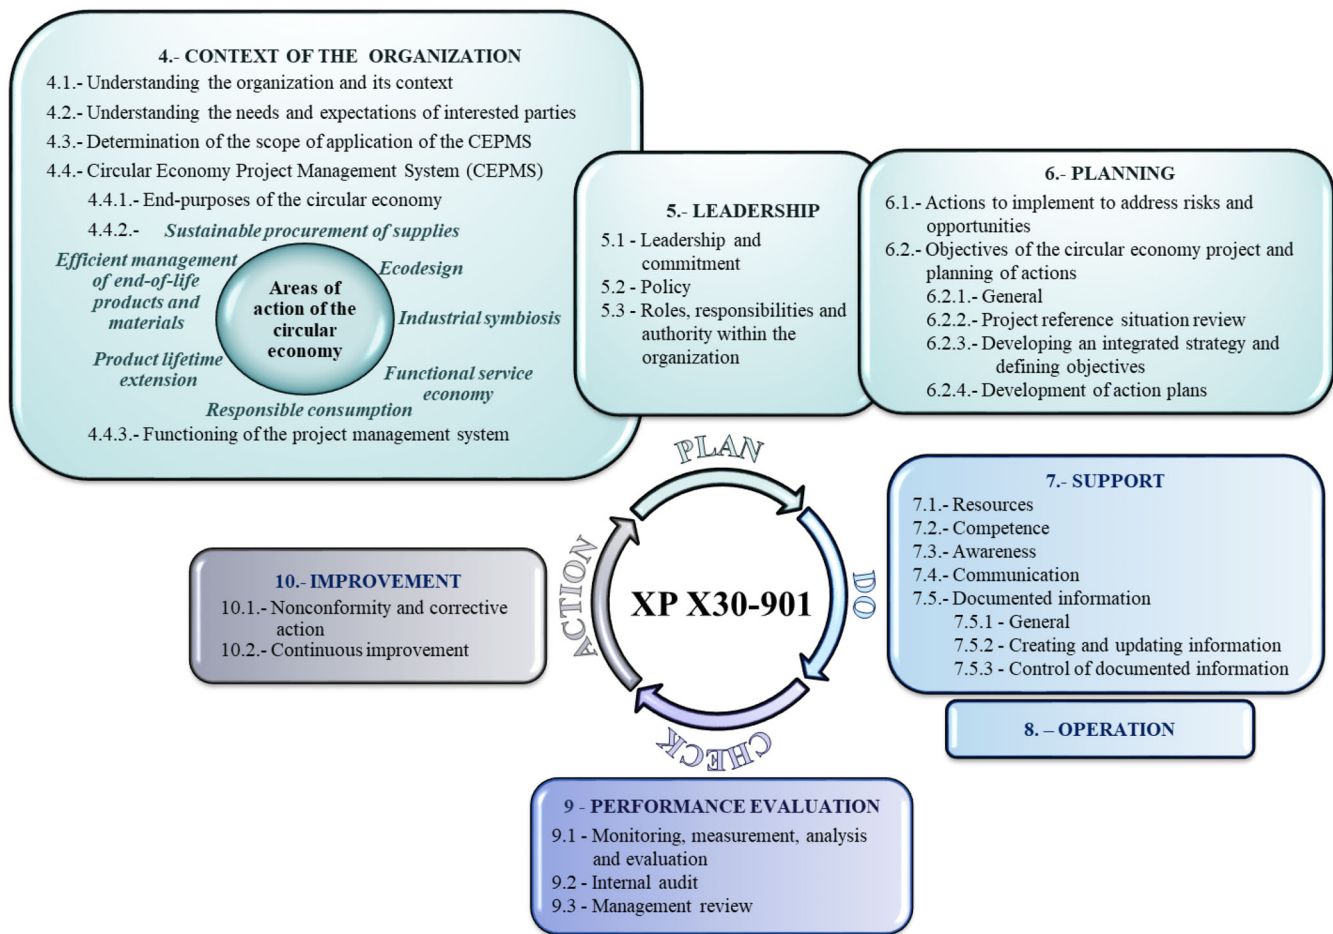 4.- CONTEXT OF THE ORGANIZATION
4.1.- Understanding the organization and its context
4.2.- Understanding the needs and expectations of interested parties
4.3.- Determination of the scope of application of the CEPMS
4.4.- Circular Economy Project Management System (CEPMS)
4.4.1.- End-purposes of the circular economy
4.4.2.- Sustainable procurement of supplies
Efficient management
of end-of-life
products and
materials
Ecodesign
Areas of
action of the
circular
economy
Industrial symbiosis
Product lifetime
extension
Functional service
economy
Responsible consumption
4.4.3.- Functioning of the project management system
5.- LEADERSHIP
5.1 - Leadership and
commitment
5.2 - Policy
5.3 - Roles, responsibilities and
authority within the
organization
6.- PLANNING
6.1.- Actions to implement to address risks and
opportunities
6.2.- Objectives of the circular economy project and
planning of actions
6.2.1.- General
6.2.2.- Project reference situation review
6.2.3.- Developing an integrated strategy and
defining objectives
6.2.4.- Development of action plans
PLAN
DO
CHECK
ACTION
XP X30-901
7.- SUPPORT
7.1.- Resources
7.2.- Competence
7.3.- Awareness
7.4.- Communication
7.5.- Documented information
7.5.1 - General
7.5.2 - Creating and updating information
7.5.3 - Control of documented information
8. – OPERATION
10.- IMPROVEMENT
10.1.- Nonconformity and corrective
action
10.2.- Continuous improvement
9 - PERFORMANCE EVALUATION
9.1 - Monitoring, measurement, analysis
and evaluation
9.2 - Internal audit
9.3 - Management review